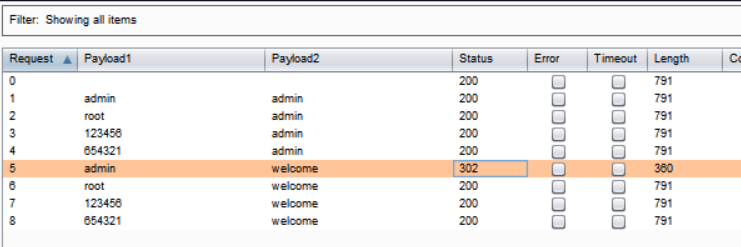 Filter: Showing all items
Request Payload1 Payload2 Status Error Timeout Length Co
0 200 791
1 admin admin 200 791
2 root admin 200 791
3 123456 admin 200 791
4 654321 admin 200 791
5 admin welcome 302 360
6 root welcome 200 791
7 123456 welcome 200 791
8 654321 welcome 200 791